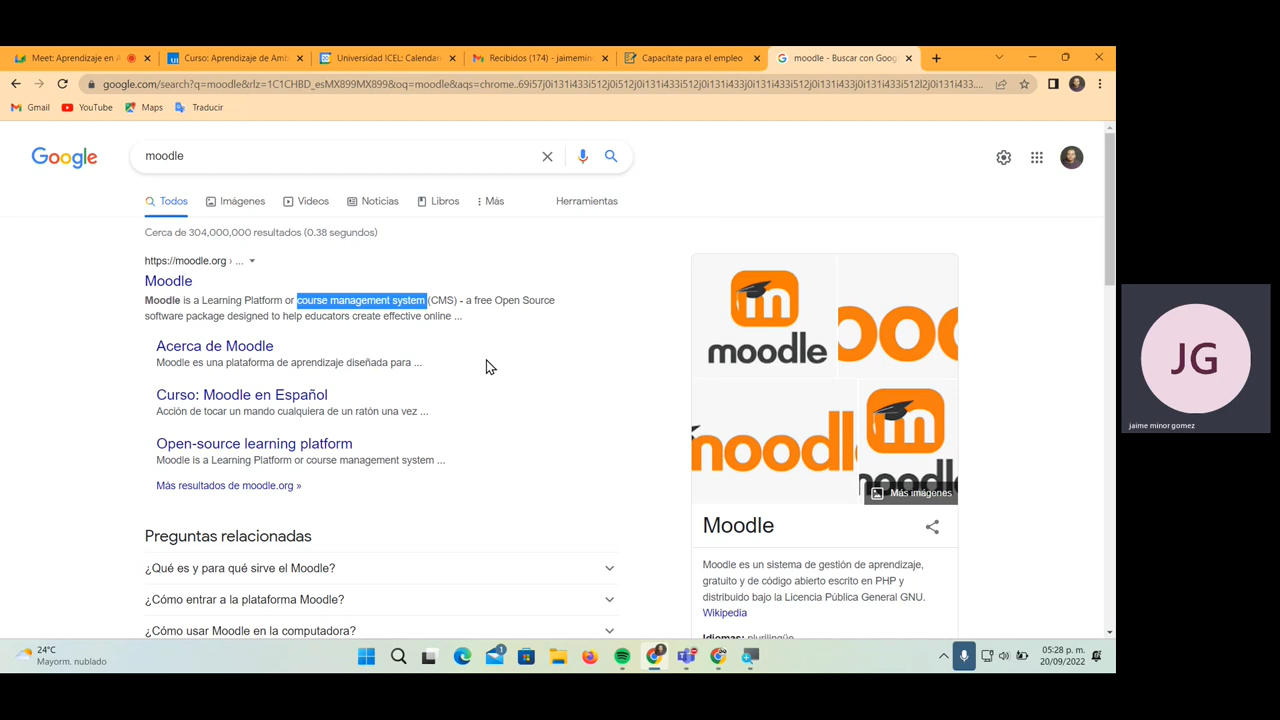 Meet: Aprendizaje en A
Curso: Aprendizaje de Amb
Universidad ICEL: Calendar
Recibidos (174) - jaimemin
Capacítate para el empleo
moodle - Buscar con Goog
google.com/search?q=moodle&rlz=1C1CHBD_esMX899MX899&oq=moodle&aqs=chrome..69i57j0i131i433i512j0i131i433i512j0i131i433i512l2j0i131i433....
Gmail
YouTube
Maps
Traducir
Google
moodle
Todos
Imágenes
Videos
Noticias
Libros
Más
Herramientas
Cerca de 304,000,000 resultados (0.38 segundos)
https://moodle.org › ...
Moodle
Moodle is a Learning Platform or course management system (CMS) - a free Open Source
software package designed to help educators create effective online ...
Acerca de Moodle
Moodle es una plataforma de aprendizaje diseñada para ...
Curso: Moodle en Español
Acción de tocar un mando cualquiera de un ratón una vez ...
Open-source learning platform
Moodle is a Learning Platform or course management system ...
Más resultados de moodle.org »
Preguntas relacionadas
¿Qué es y para qué sirve el Moodle?
¿Cómo entrar a la plataforma Moodle?
¿Cómo usar Moodle en la computadora?
moodle
Más imágenes
Moodle
Moodle es un sistema de gestión de aprendizaje,
gratuito y de código abierto escrito en PHP y
distribuido bajo la Licencia Pública General GNU.
Wikipedia
Idiomas: plurilingüe
JG
jaime minor gomez
24°C
Mayorm. nublado
05:28 p. m.
20/09/2022